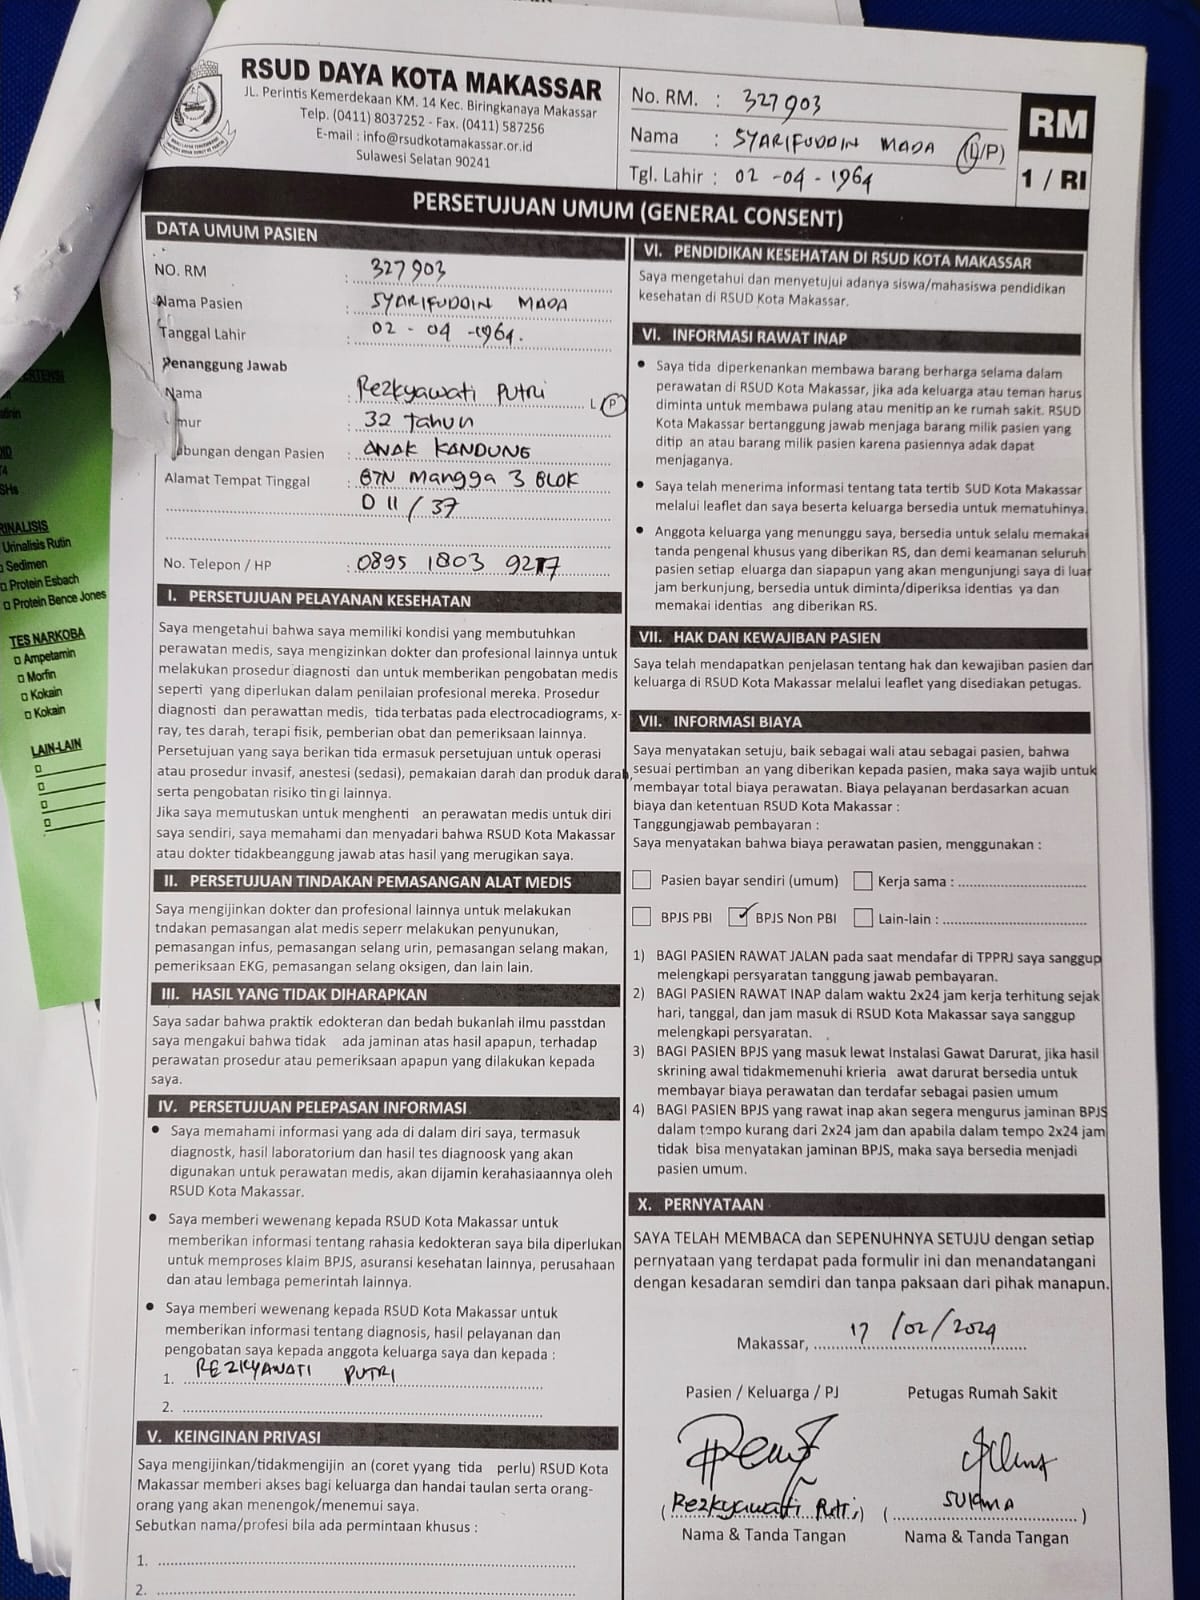 RSUD DAYA KOTA MAKASSAR
JL. Perintis Kemerdekaan KM. 14 Kec. Biringkanaya Makassar
Telp. (0411) 8037252 - Fax. (0411) 587256
E-mail : info@rsudkotamakassar.or.id
Sulawesi Selatan 90241
No. RM. : 327903
Nama : SYARIFUDDIN MADA (L/P)
Tgl. Lahir : 02 - 04 - 1964
RM
1 / RI
PERSETUJUAN UMUM (GENERAL CONSENT)
DATA UMUM PASIEN
NO. RM : 327903
Nama Pasien : SYARIFUDDIN MADA
Tanggal Lahir : 02 - 04 - 1964.
Penanggung Jawab
Nama : Rezkyawati Putri L P
mur : 32 Tahun
bungan dengan Pasien : ANAK KANDUNG
Alamat Tempat Tinggal : BTN Mangga 3 BLOK
D 11 / 37
No. Telepon / HP : 0895 1803 9217
I. PERSETUJUAN PELAYANAN KESEHATAN
Saya mengetahui bahwa saya memiliki kondisi yang membutuhkan
perawatan medis, saya mengizinkan dokter dan profesional lainnya untuk
melakukan prosedur diagnosti dan untuk memberikan pengobatan medis
seperti yang diperlukan dalam penilaian profesional mereka. Prosedur
diagnosti dan perawattan medis, tida terbatas pada electrocadiograms, x-
ray, tes darah, terapi fisik, pemberian obat dan pemeriksaan lainnya.
Persetujuan yang saya berikan tida ermasuk persetujuan untuk operasi
atau prosedur invasif, anestesi (sedasi), pemakaian darah dan produk darah,
serta pengobatan risiko tin gi lainnya.
Jika saya memutuskan untuk menghenti an perawatan medis untuk diri
saya sendiri, saya memahami dan menyadari bahwa RSUD Kota Makassar
atau dokter tidakbeanggung jawab atas hasil yang merugikan saya.
II. PERSETUJUAN TINDAKAN PEMASANGAN ALAT MEDIS
Saya mengijinkan dokter dan profesional lainnya untuk melakukan
tndakan pemasangan alat medis seperr melakukan penyunukan,
pemasangan infus, pemasangan selang urin, pemasangan selang makan,
pemeriksaan EKG, pemasangan selang oksigen, dan lain lain.
III. HASIL YANG TIDAK DIHARAPKAN
Saya sadar bahwa praktik edokteran dan bedah bukanlah ilmu passtdan
saya mengakui bahwa tidak ada jaminan atas hasil apapun, terhadap
perawatan prosedur atau pemeriksaan apapun yang dilakukan kepada
saya.
IV. PERSETUJUAN PELEPASAN INFORMASI
• Saya memahami informasi yang ada di dalam diri saya, termasuk
diagnostk, hasil laboratorium dan hasil tes diagnoosk yang akan
digunakan untuk perawatan medis, akan dijamin kerahasiaannya oleh
RSUD Kota Makassar.
• Saya memberi wewenang kepada RSUD Kota Makassar untuk
memberikan informasi tentang rahasia kedokteran saya bila diperlukan
untuk memproses klaim BPJS, asuransi kesehatan lainnya, perusahaan
dan atau lembaga pemerintah lainnya.
• Saya memberi wewenang kepada RSUD Kota Makassar untuk
memberikan informasi tentang diagnosis, hasil pelayanan dan
pengobatan saya kepada anggota keluarga saya dan kepada :
1. REZKYAWATI PUTRI
2.
V. KEINGINAN PRIVASI
Saya mengijinkan/tidakmengijin an (coret yyang tida perlu) RSUD Kota
Makassar memberi akses bagi keluarga dan handai taulan serta orang-
orang yang akan menengok/menemui saya.
Sebutkan nama/profesi bila ada permintaan khusus :
1.
2.
VI. PENDIDIKAN KESEHATAN DI RSUD KOTA MAKASSAR
Saya mengetahui dan menyetujui adanya siswa/mahasiswa pendidikan
kesehatan di RSUD Kota Makassar.
VI. INFORMASI RAWAT INAP
• Saya tida diperkenankan membawa barang berharga selama dalam
perawatan di RSUD Kota Makassar, jika ada keluarga atau teman harus
diminta untuk membawa pulang atau menitip an ke rumah sakit. RSUD
Kota Makassar bertanggung jawab menjaga barang milik pasien yang
ditip an atau barang milik pasien karena pasiennya adak dapat
menjaganya.
• Saya telah menerima informasi tentang tata tertib SUD Kota Makassar
melalui leaflet dan saya beserta keluarga bersedia untuk mematuhinya.
• Anggota keluarga yang menunggu saya, bersedia untuk selalu memakai
tanda pengenal khusus yang diberikan RS, dan demi keamanan seluruh
pasien setiap eluarga dan siapapun yang akan mengunjungi saya di luar
jam berkunjung, bersedia untuk diminta/diperiksa identias ya dan
memakai identias ang diberikan RS.
VII. HAK DAN KEWAJIBAN PASIEN
Saya telah mendapatkan penjelasan tentang hak dan kewajiban pasien dan
keluarga di RSUD Kota Makassar melalui leaflet yang disediakan petugas.
VII. INFORMASI BIAYA
Saya menyatakan setuju, baik sebagai wali atau sebagai pasien, bahwa
sesuai pertimban an yang diberikan kepada pasien, maka saya wajib untuk
membayar total biaya perawatan. Biaya pelayanan berdasarkan acuan
biaya dan ketentuan RSUD Kota Makassar :
Tanggungjawab pembayaran :
Saya menyatakan bahwa biaya perawatan pasien, menggunakan :
☐ Pasien bayar sendiri (umum) ☐ Kerja sama :
☐ BPJS PBI ☑ BPJS Non PBI ☐ Lain-lain :
1) BAGI PASIEN RAWAT JALAN pada saat mendafar di TPPRJ saya sanggup
melengkapi persyaratan tanggung jawab pembayaran.
2) BAGI PASIEN RAWAT INAP dalam waktu 2x24 jam kerja terhitung sejak
hari, tanggal, dan jam masuk di RSUD Kota Makassar saya sanggup
melengkapi persyaratan.
3) BAGI PASIEN BPJS yang masuk lewat Instalasi Gawat Darurat, jika hasil
skrining awal tidakmemenuhi krieria awat darurat bersedia untuk
membayar biaya perawatan dan terdafar sebagai pasien umum
4) BAGI PASIEN BPJS yang rawat inap akan segera mengurus jaminan BPJS
dalam tempo kurang dari 2x24 jam dan apabila dalam tempo 2x24 jam
tidak bisa menyatakan jaminan BPJS, maka saya bersedia menjadi
pasien umum.
X. PERNYATAAN
SAYA TELAH MEMBACA dan SEPENUHNYA SETUJU dengan setiap
pernyataan yang terdapat pada formulir ini dan menandatangani
dengan kesadaran semdiri dan tanpa paksaan dari pihak manapun.
Makassar, 17 /02/2024
Pasien / Keluarga / PJ Petugas Rumah Sakit
(Rezkyawati Putri) (SUKMA)
Nama & Tanda Tangan Nama & Tanda Tangan
RINALISIS
Urinalisis Rutin
Sedimen
Protein Esbach
Protein Bence Jones
TES NARKOBA
Ampetamin
Morfin
Kokain
Kokain
LAIN-LAIN